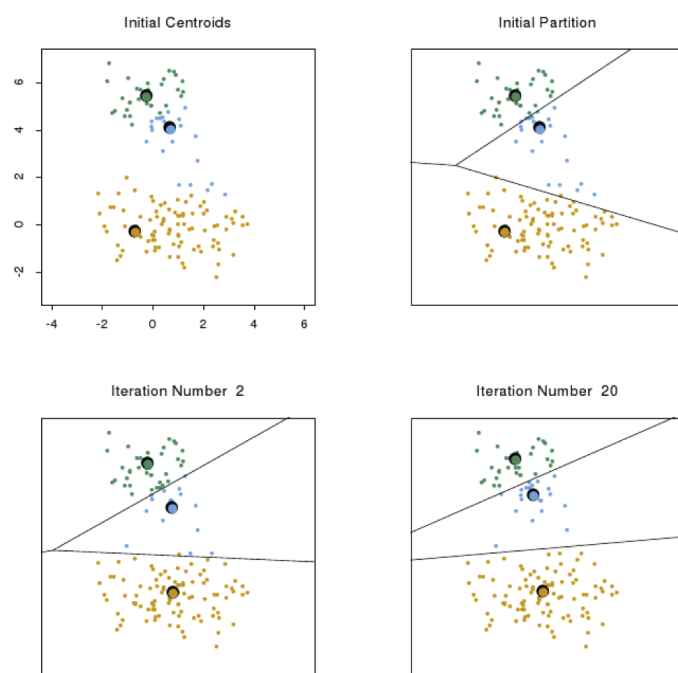 Initial Centroids
Initial Partition
6
4
2
0
-2
-4 -2 0 2 4 6
Iteration Number 2
Iteration Number 20